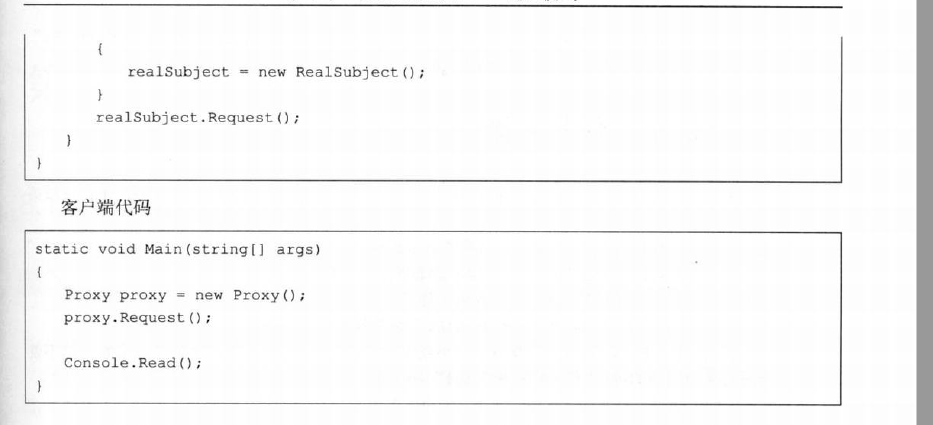 {
realSubject = new RealSubject();
}
realSubject.Request();
}
}
客户端代码
static void Main(string[] args)
{
Proxy proxy = new Proxy();
proxy.Request();
Console.Read();
}